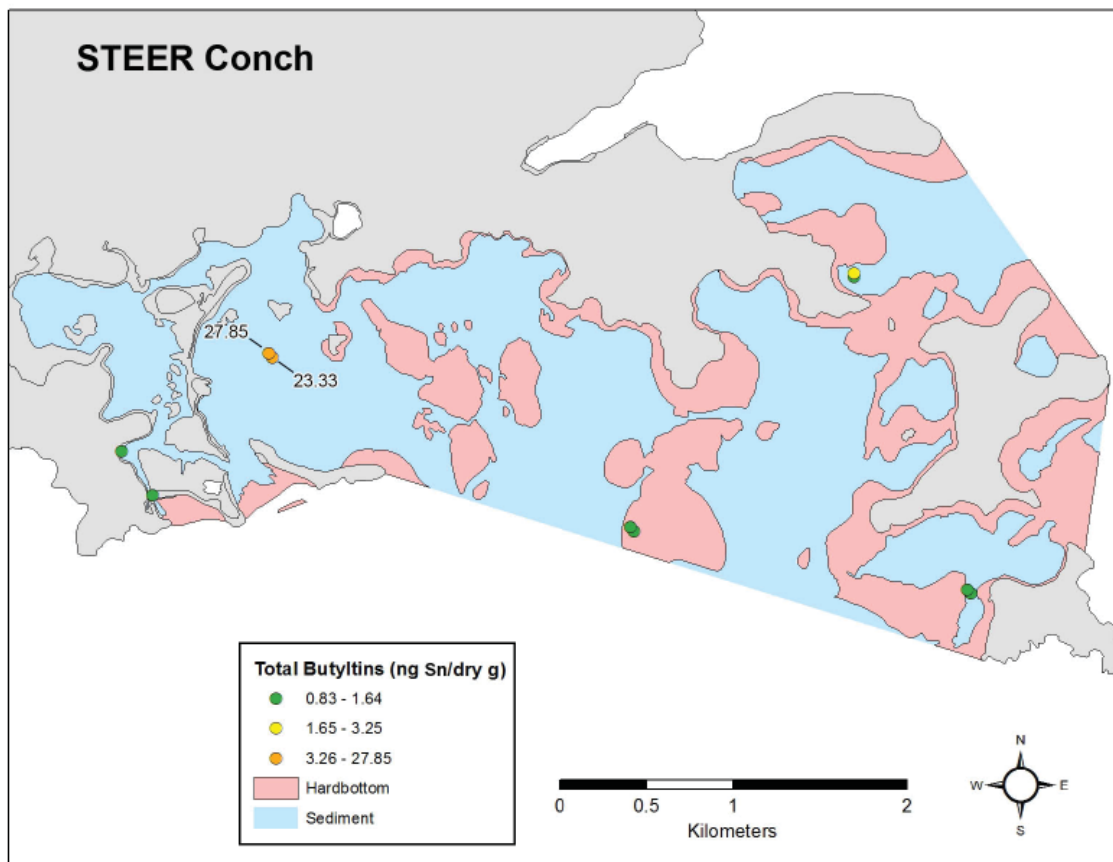 STEER Conch
27.85
23.33
Total Butyltins (ng Sn/dry g)
0.83 - 1.64
1.65 - 3.25
3.26 - 27.85
Hardbottom
Sediment
0 0.5 1 2
Kilometers
N
W E
S